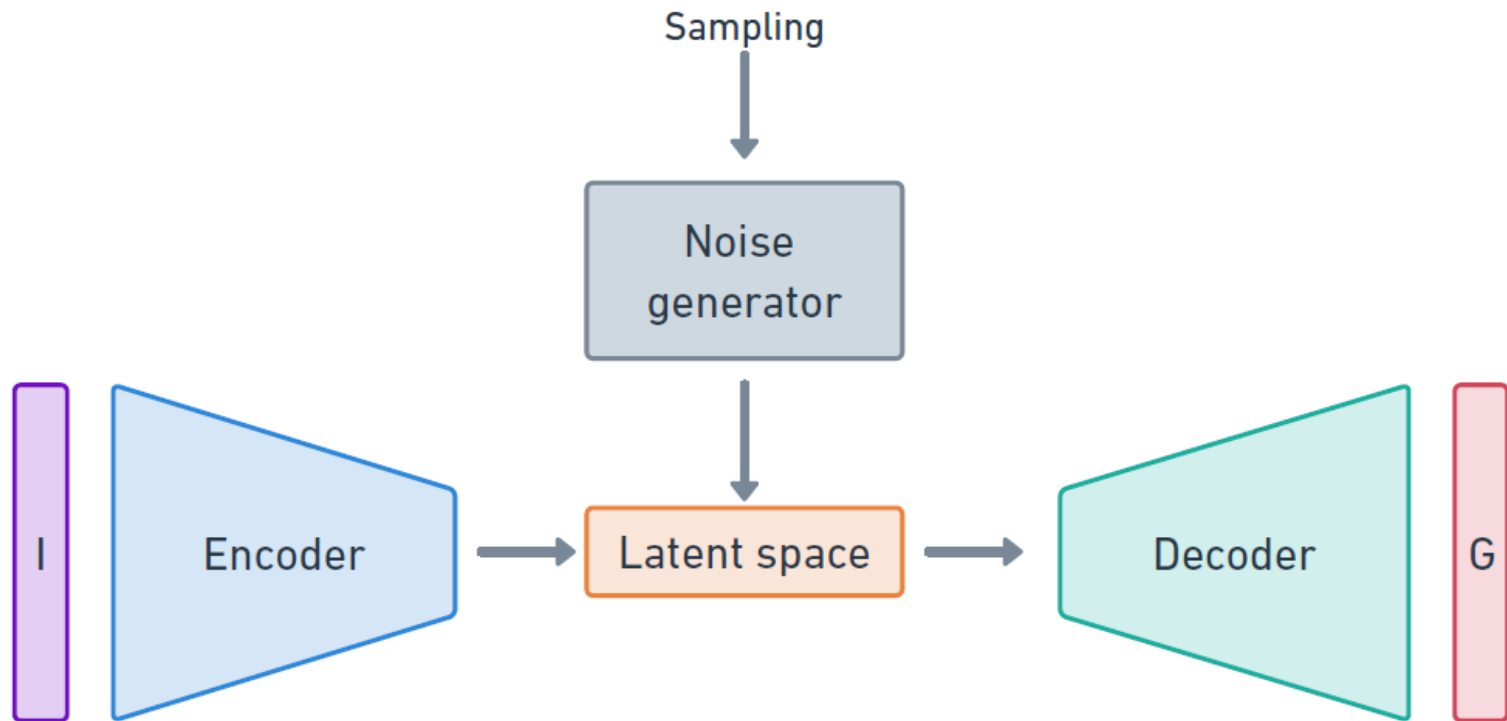 Sampling
Noise
generator
I
Encoder
Latent space
Decoder
G